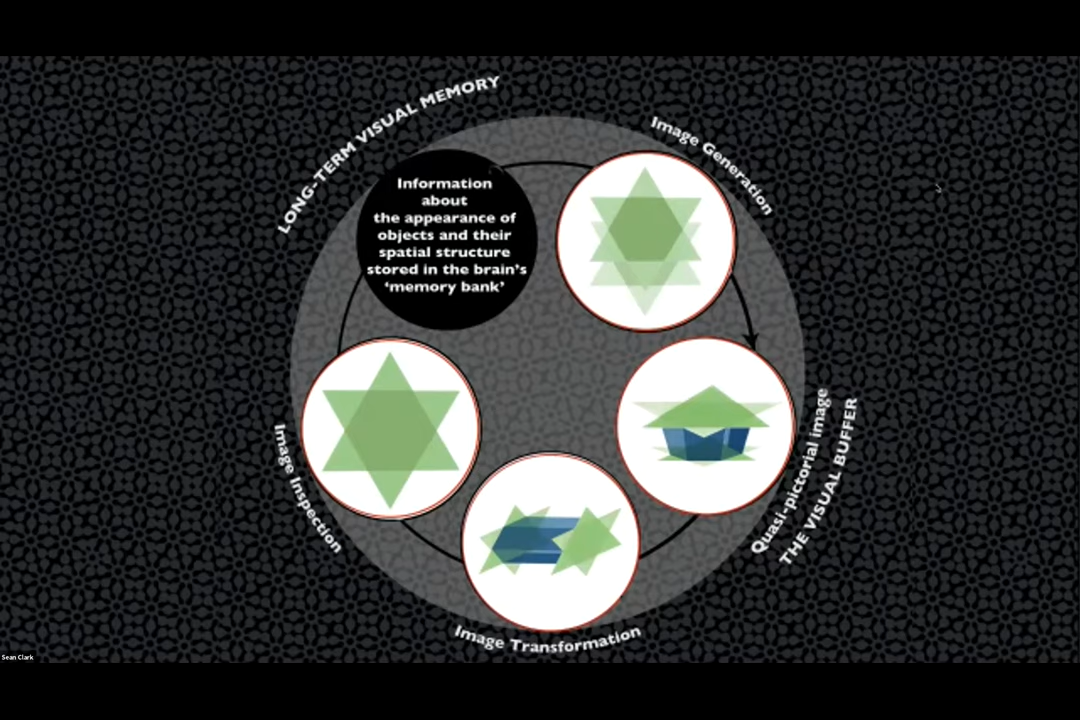 LONG-TERM VISUAL MEMORY
Image Generation
Information
about
the appearance of
objects and their
spatial structure
stored in the brain's
'memory bank'
Quasi-pictorial image
THE VISUAL BUFFER
Image Inspection
Image Transformation
Sean Clark